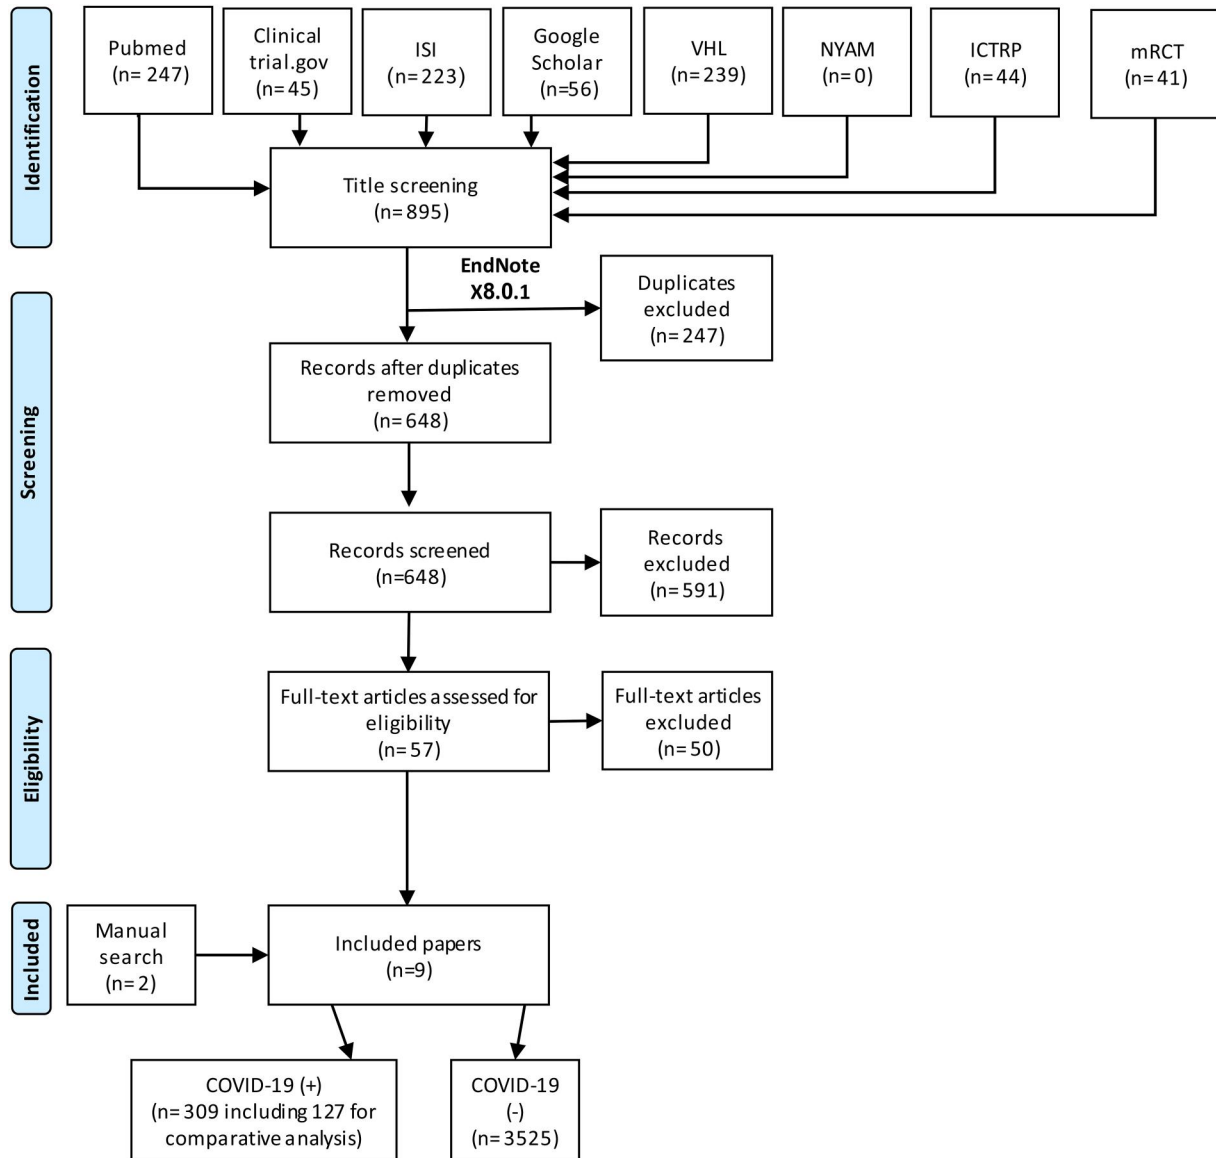 Identification
Pubmed
(n= 247)
Clinical
trial.gov
(n= 45)
ISI
(n= 223)
Google
Scholar
(n=56)
VHL
(n= 239)
NYAM
(n= 0)
ICTRP
(n= 44)
mRCT
(n= 41)
Title screening
(n= 895)
EndNote
X8.0.1
Duplicates
excluded
(n= 247)
Screening
Records after duplicates
removed
(n= 648)
Records screened
(n=648)
Records
excluded
(n= 591)
Eligibility
Full-text articles assessed for
eligibility
(n= 57)
Full-text articles
excluded
(n= 50)
Included
Manual
search
(n= 2)
Included papers
(n=9)
COVID-19 (+)
(n= 309 including 127 for
comparative analysis)
COVID-19
(-)
(n= 3525)